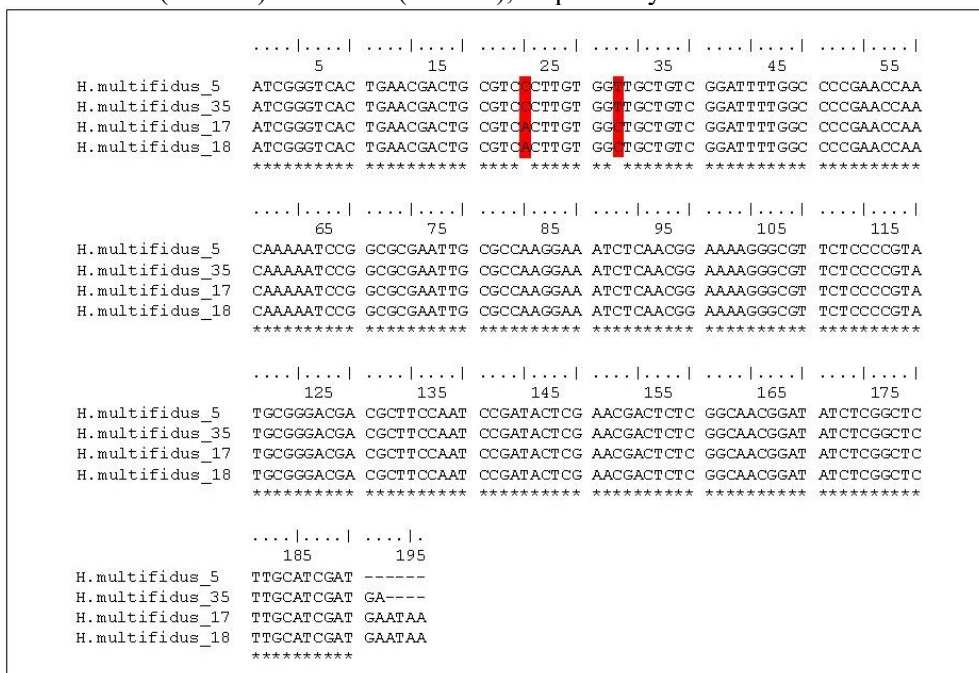 ....|....| ....|....| ....|....| ....|....| ....|....| ....|....|
5 15 25 35 45 55
H.multifidus_5 ATCGGGTCAC TGAACGACTG CGTCCCTTGT GGTTGCTGTC GGATTTTGGC CCCGAACCAA
H.multifidus_35 ATCGGGTCAC TGAACGACTG CGTCCCTTGT GGTTGCTGTC GGATTTTGGC CCCGAACCAA
H.multifidus_17 ATCGGGTCAC TGAACGACTG CGTCACTTGT GGCTGCTGTC GGATTTTGGC CCCGAACCAA
H.multifidus_18 ATCGGGTCAC TGAACGACTG CGTCACTTGT GGCTGCTGTC GGATTTTGGC CCCGAACCAA
********** ********** **** ***** ** ******* ********** **********
....|....| ....|....| ....|....| ....|....| ....|....| ....|....|
65 75 85 95 105 115
H.multifidus_5 CAAAAATCCG GCGCGAATTG CGCCAAGGAA ATCTCAACGG AAAAGGGCGT TCTCCCCGTA
H.multifidus_35 CAAAAATCCG GCGCGAATTG CGCCAAGGAA ATCTCAACGG AAAAGGGCGT TCTCCCCGTA
H.multifidus_17 CAAAAATCCG GCGCGAATTG CGCCAAGGAA ATCTCAACGG AAAAGGGCGT TCTCCCCGTA
H.multifidus_18 CAAAAATCCG GCGCGAATTG CGCCAAGGAA ATCTCAACGG AAAAGGGCGT TCTCCCCGTA
********** ********** ********** ********** ********** **********
....|....| ....|....| ....|....| ....|....| ....|....| ....|....|
125 135 145 155 165 175
H.multifidus_5 TGCGGGACGA CGCTTCCAAT CCGATACTCG AACGACTCTC GGCAACGGAT ATCTCGGCTC
H.multifidus_35 TGCGGGACGA CGCTTCCAAT CCGATACTCG AACGACTCTC GGCAACGGAT ATCTCGGCTC
H.multifidus_17 TGCGGGACGA CGCTTCCAAT CCGATACTCG AACGACTCTC GGCAACGGAT ATCTCGGCTC
H.multifidus_18 TGCGGGACGA CGCTTCCAAT CCGATACTCG AACGACTCTC GGCAACGGAT ATCTCGGCTC
********** ********** ********** ********** ********** **********
....|....| ....|.
185 195
H.multifidus_5 TTGCATCGAT ------
H.multifidus_35 TTGCATCGAT GA----
H.multifidus_17 TTGCATCGAT GAATAA
H.multifidus_18 TTGCATCGAT GAATAA
**********